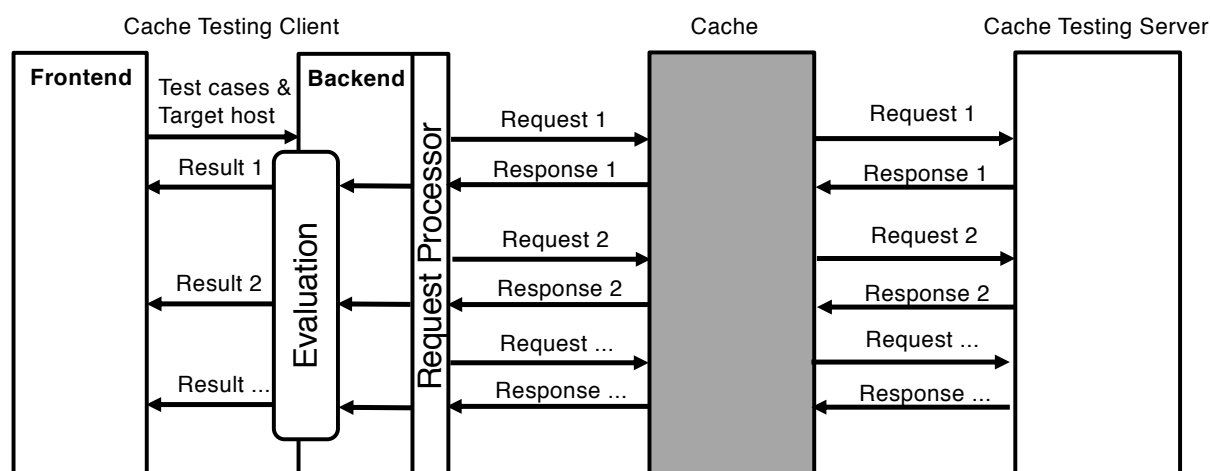 Cache Testing Client
Cache
Cache Testing Server
Frontend
Test cases &
Target host
Backend
Request Processor
Evaluation
Request 1
Request 1
Result 1
Response 1
Response 1
Request 2
Request 2
Result 2
Response 2
Response 2
Request ...
Request ...
Result ...
Response ...
Response ...